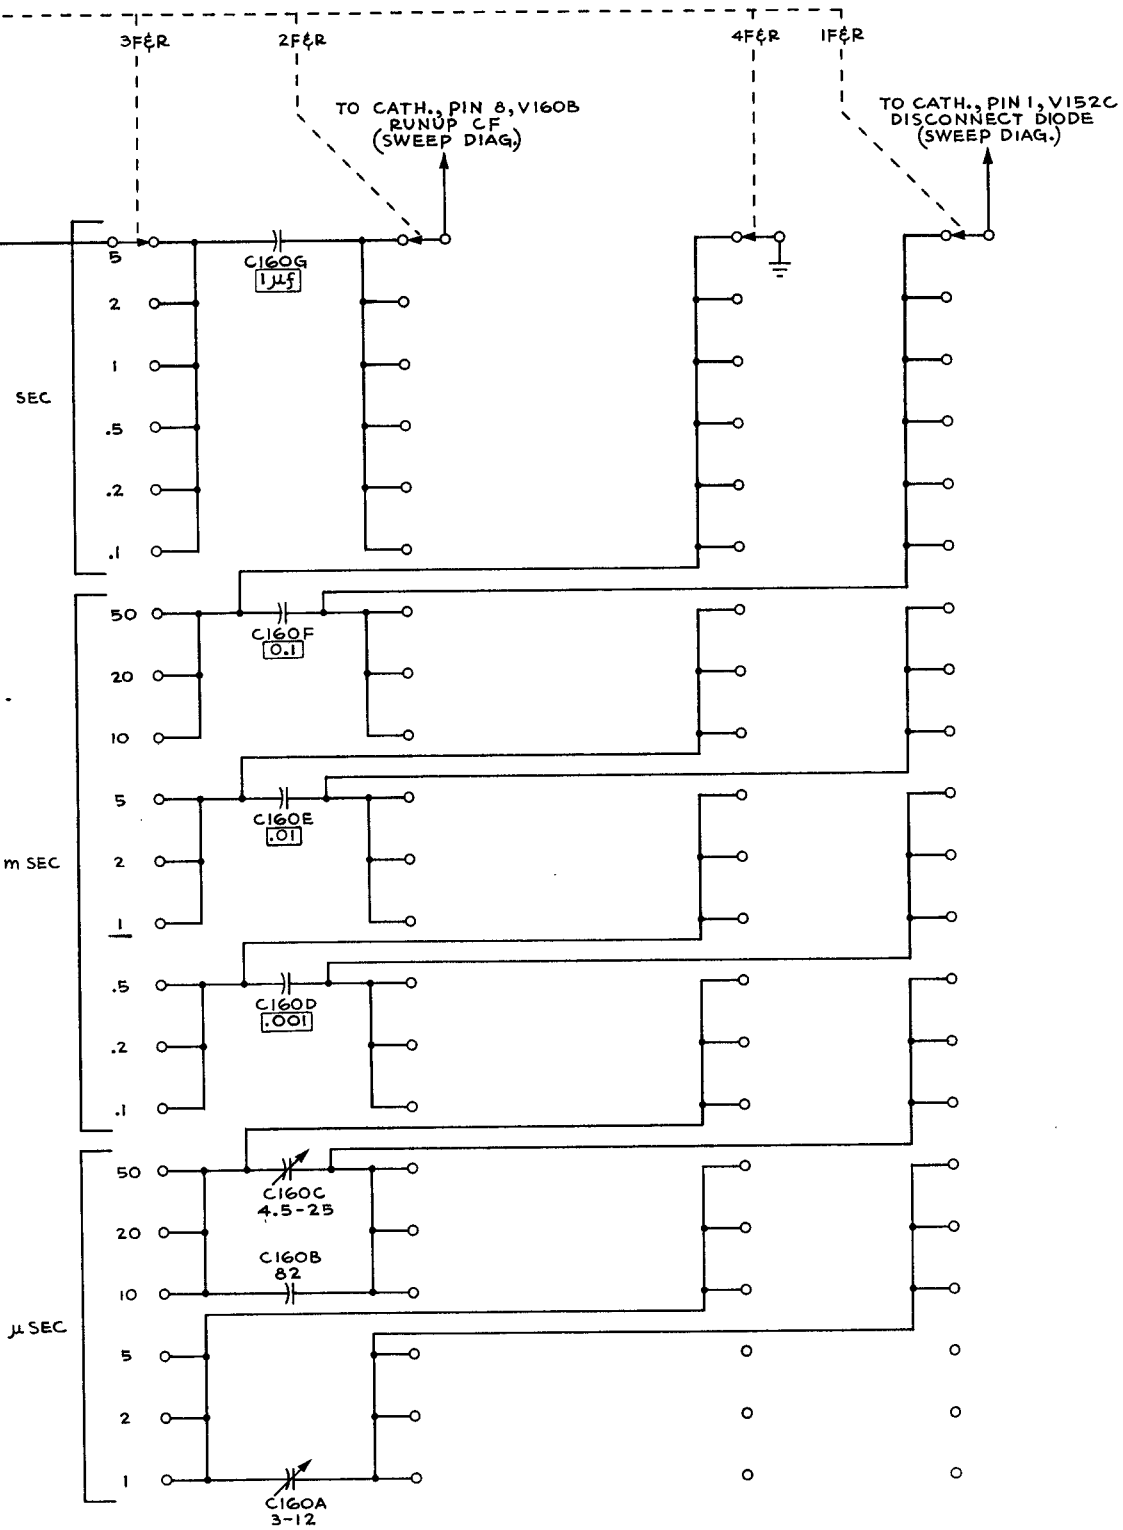 3F&R
2F&R
4F&R
1F&R
TO CATH., PIN 8, V160B
RUNUP CF
(SWEEP DIAG.)
TO CATH., PIN 1, V152C
DISCONNECT DIODE
(SWEEP DIAG.)
5
C160G
1µf
2
1
SEC
.5
.2
.1
50
C160F
0.1
20
10
5
C160E
.01
m SEC
2
1
.5
C160D
.001
.2
.1
50
C160C
4.5-25
20
C160B
82
10
µ SEC
5
2
1
C160A
3-12